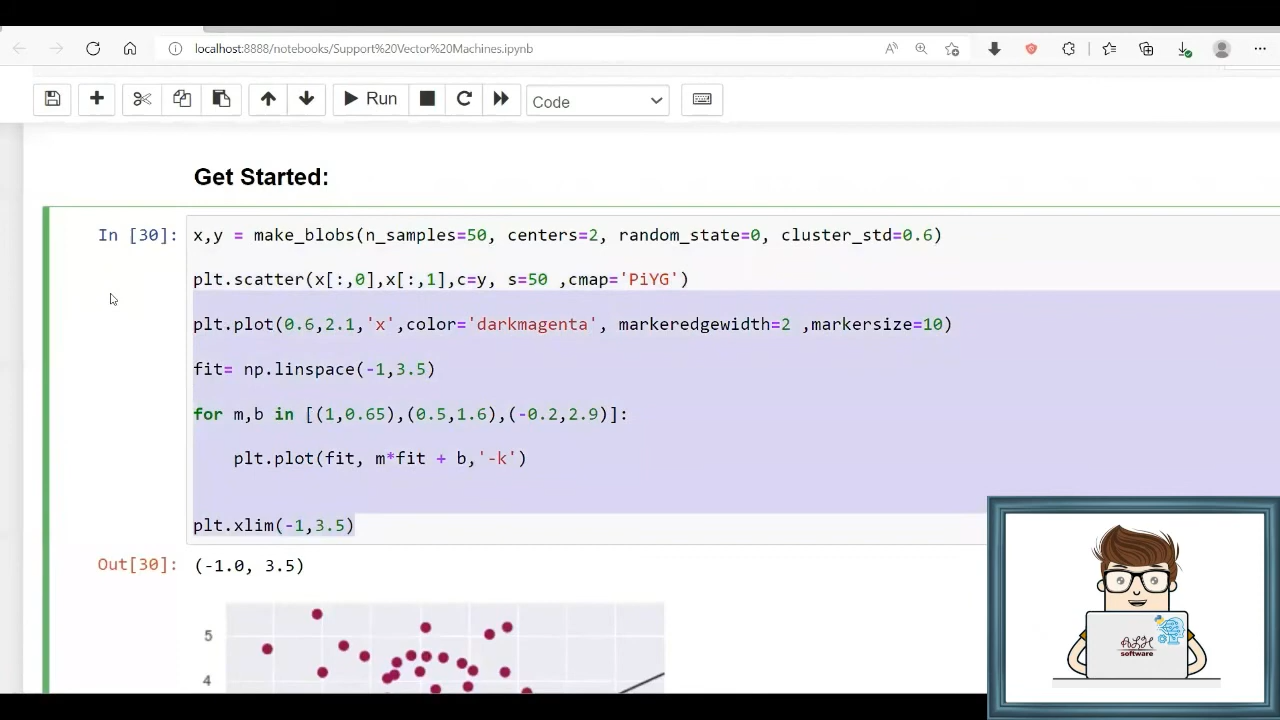 localhost:8888/notebooks/Support%20Vector%20Machines.ipynb
Run
Code
Get Started:
In [30]:
x,y = make_blobs(n_samples=50, centers=2, random_state=0, cluster_std=0.6)
plt.scatter(x[:,0],x[:,1],c=y, s=50 ,cmap='PiYG')
plt.plot(0.6,2.1,'x',color='darkmagenta', markeredgewidth=2 ,markersize=10)
fit= np.linspace(-1,3.5)
for m,b in [(1,0.65),(0.5,1.6),(-0.2,2.9)]:
plt.plot(fit, m*fit + b,'-k')
plt.xlim(-1,3.5)
Out[30]:
(-1.0, 3.5)
5
4
software